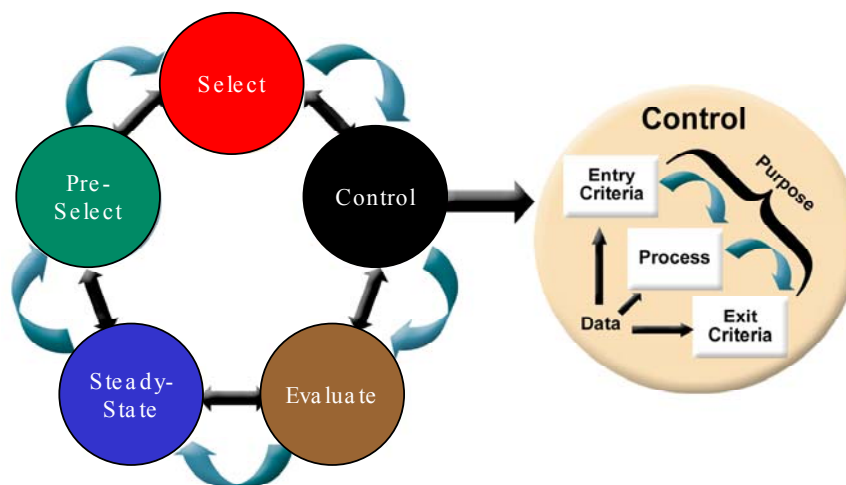 Select
Pre-
Select
Control
Steady-
State
Evaluate
Control
Entry
Criteria
Purpose
Process
Data
Exit
Criteria